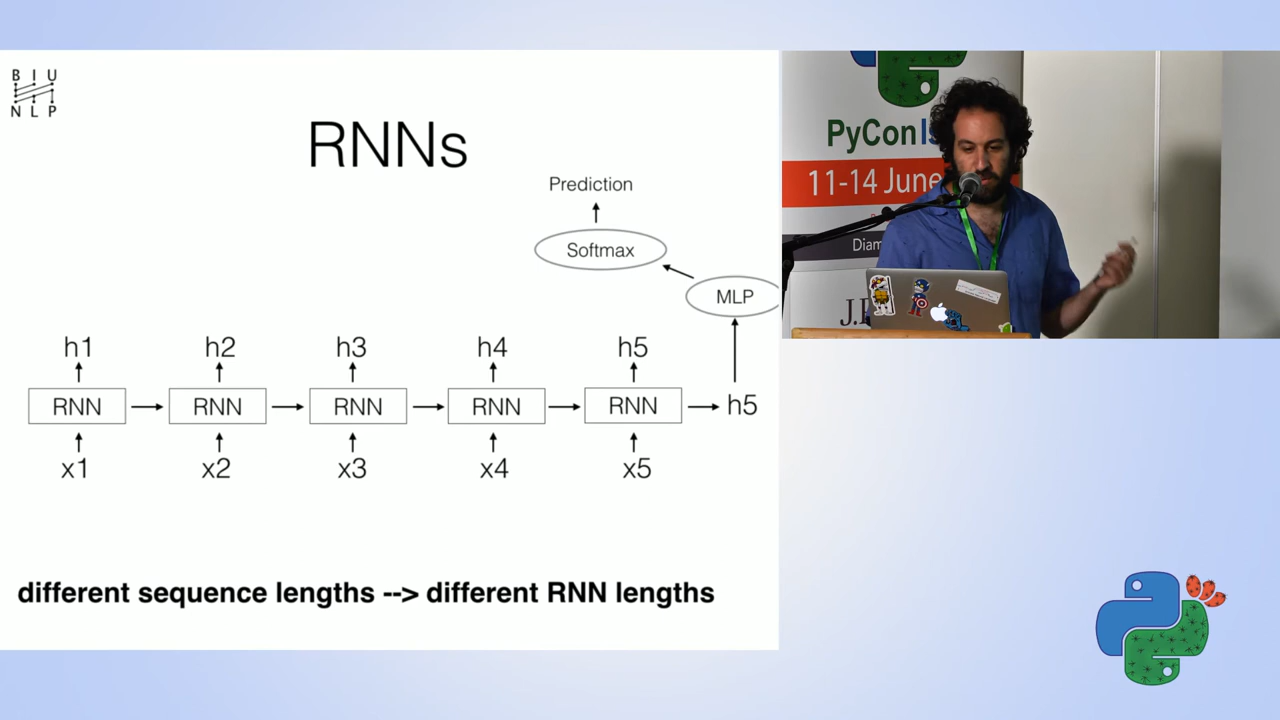 B I U
N L P
RNNs
Prediction
Softmax
MLP
h1 h2 h3 h4 h5
RNN RNN RNN RNN RNN h5
x1 x2 x3 x4 x5
different sequence lengths --> different RNN lengths
PyCon
11-14 June